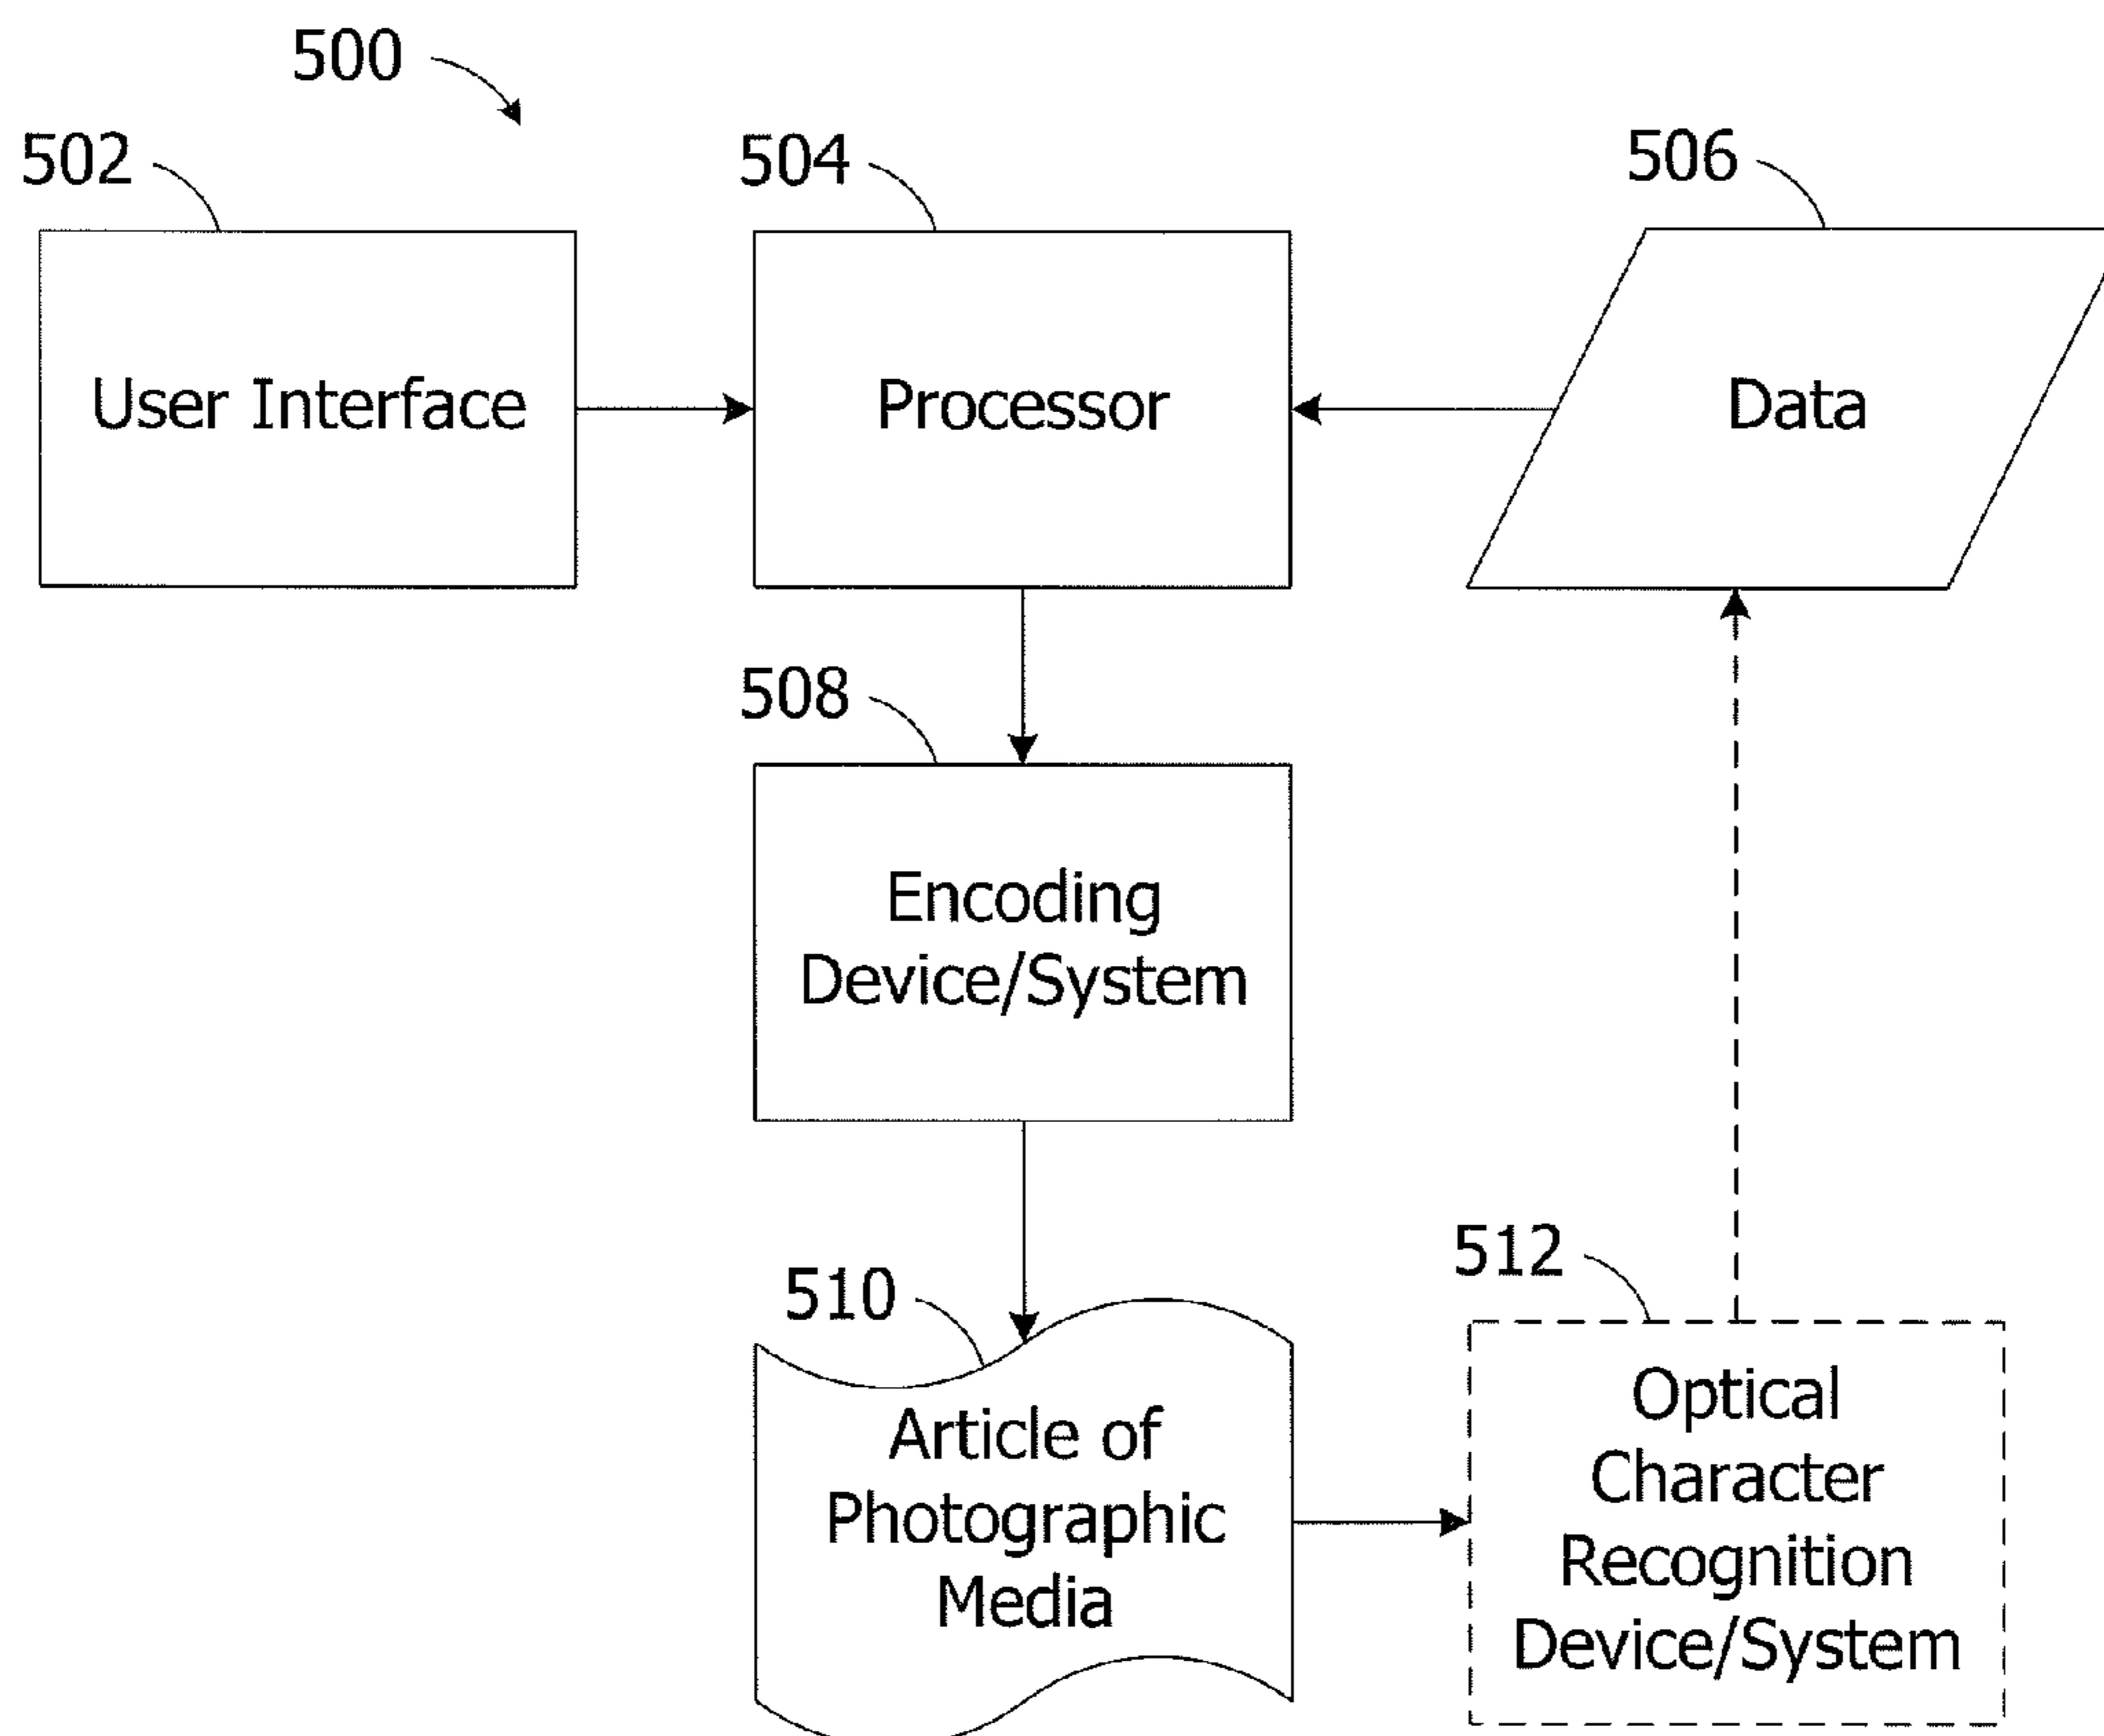 500
502
504
506
User Interface
Processor
Data
508
Encoding
Device/System
510
Article of
Photographic
Media
512
Optical
Character
Recognition
Device/System